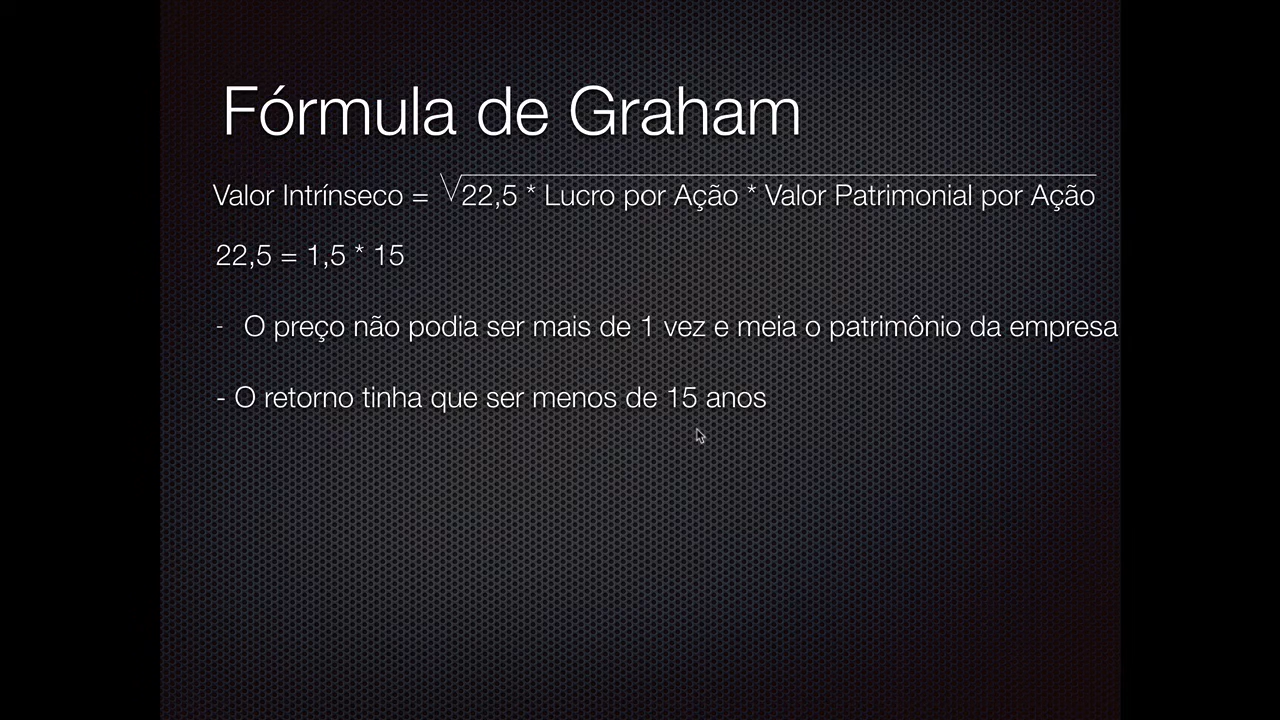 Fórmula de Graham
Valor Intrínseco = √22,5 * Lucro por Ação * Valor Patrimonial por Ação
22,5 = 1,5 * 15
- O preço não podia ser mais de 1 vez e meia o patrimônio da empresa
- O retorno tinha que ser menos de 15 anos